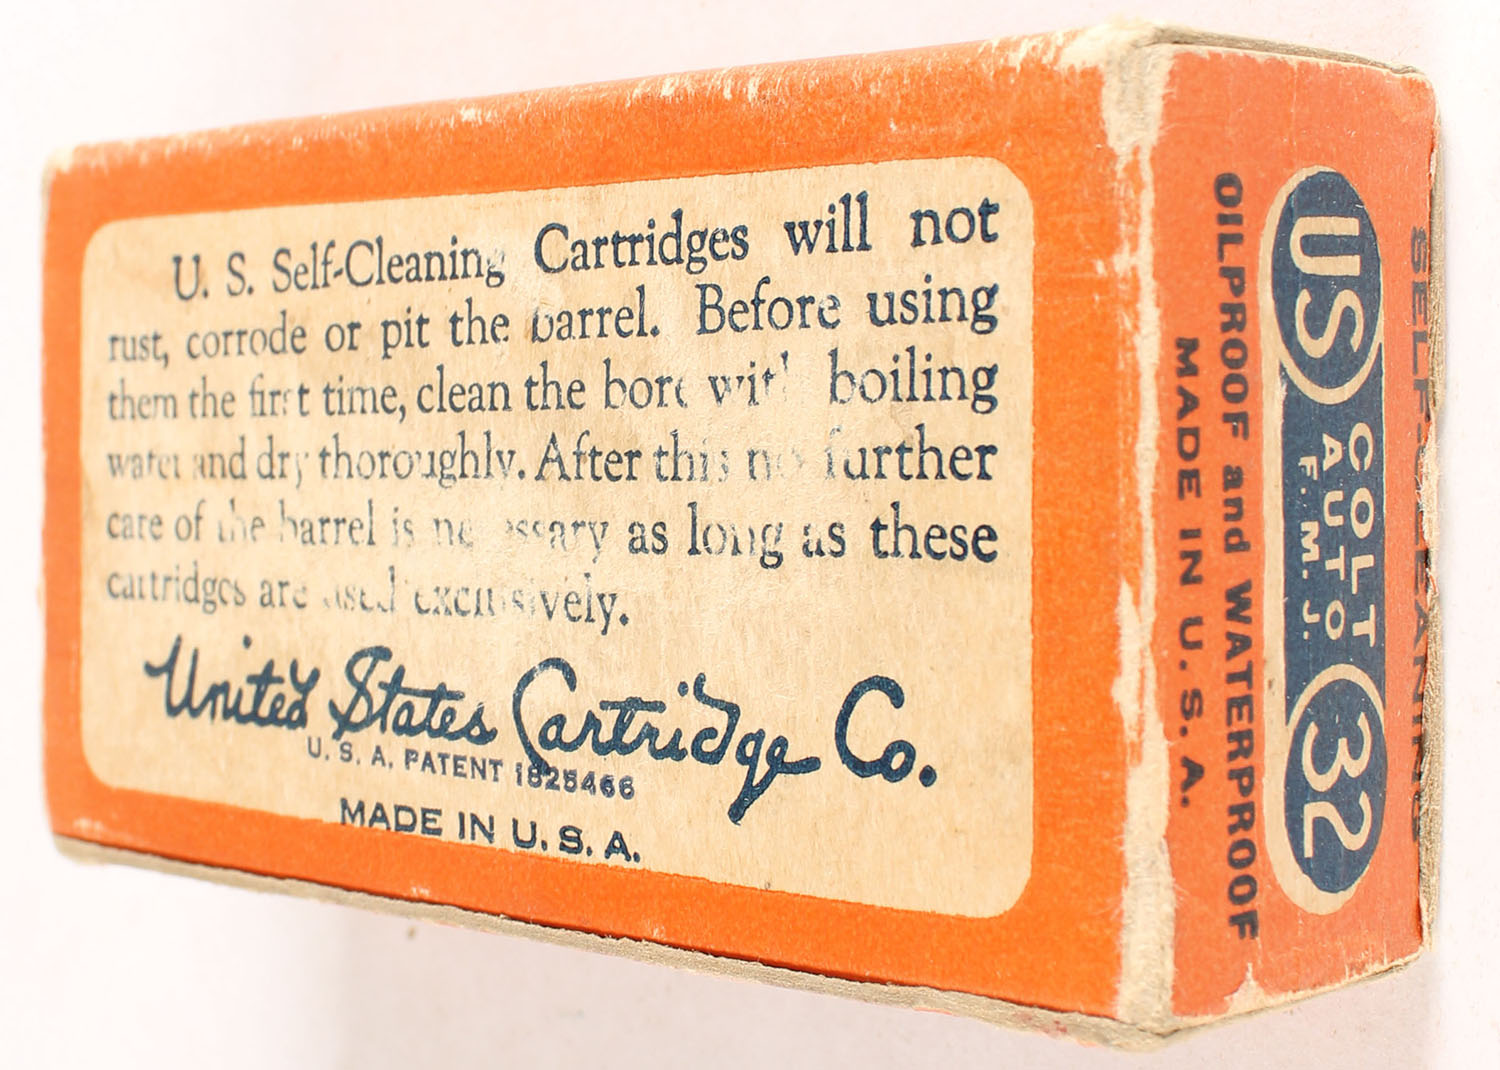 U. S. Self-Cleaning Cartridges will not
rust, corrode or pit the barrel. Before using
them the first time, clean the bore with boiling
water and dry thoroughly. After this no further
care of the barrel is necessary as long as these
cartridges are used exclusively.
United States Cartridge Co.
U. S. A. PATENT 1825466
MADE IN U. S. A.
SELF-CLEANING
US COLT AUTO F. M. J. 32
OILPROOF and WATERPROOF
MADE IN U. S. A.